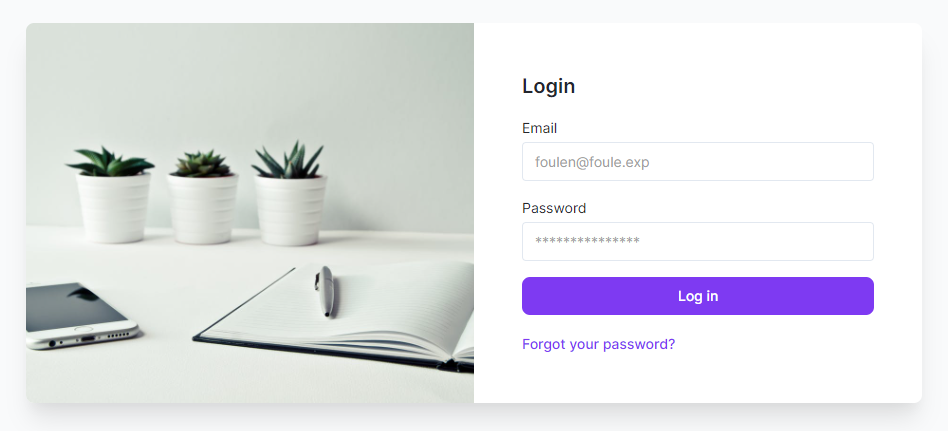 Login
Email
foulen@foule.exp
Password
***************
Log in
Forgot your password?